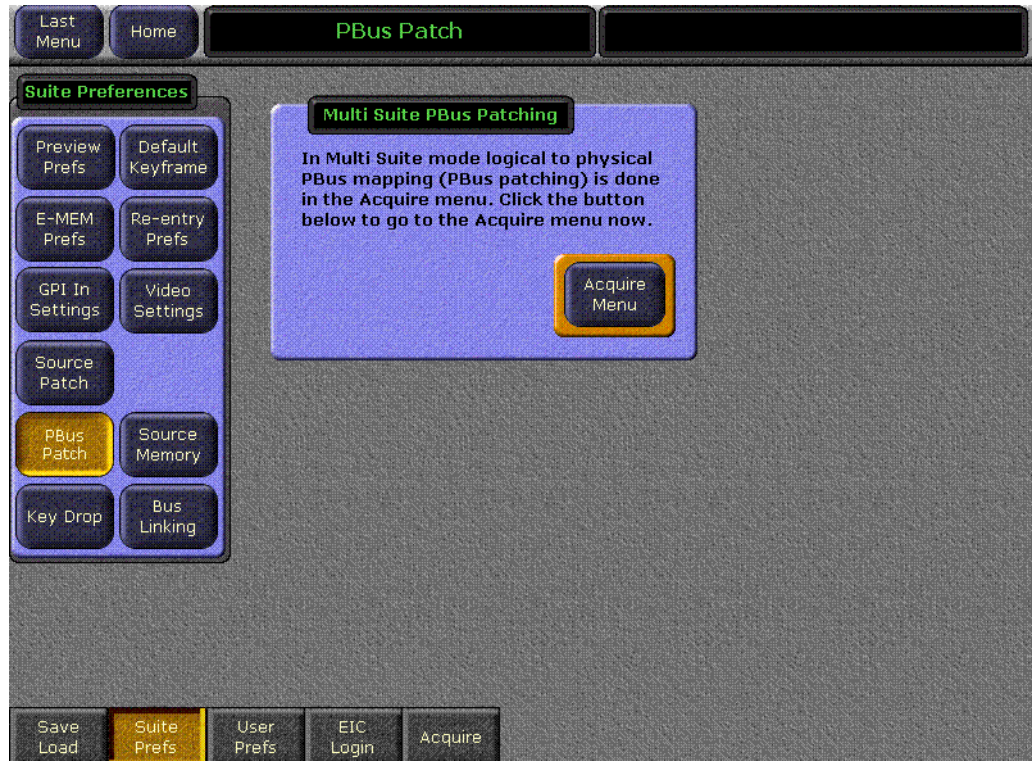 Last
Menu
Home
PBus Patch
Suite Preferences
Preview
Prefs
Default
Keyframe
E-MEM
Prefs
Re-entry
Prefs
GPI In
Settings
Video
Settings
Source
Patch
PBus
Patch
Source
Memory
Key Drop
Bus
Linking
Multi Suite PBus Patching
In Multi Suite mode logical to physical
PBus mapping (PBus patching) is done
in the Acquire menu. Click the button
below to go to the Acquire menu now.
Acquire
Menu
Save
Load
Suite
Prefs
User
Prefs
EIC
Login
Acquire